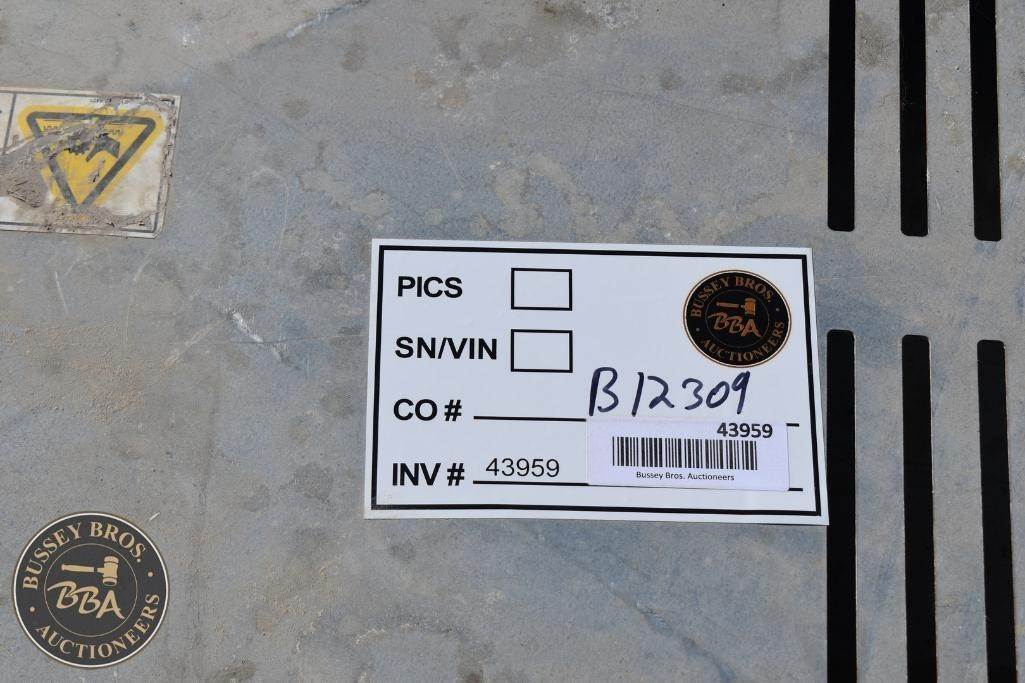 PICS
BUSSEY BROS.
BBA
AUCTIONEERS
SN/VIN
B12309
CO #
43959
INV # 43959
Bussey Bros. Auctioneers
BUSSEY BROS.
BBA
AUCTIONEERS